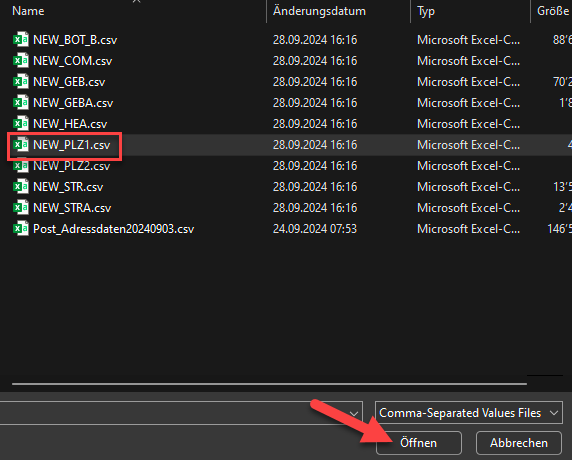 Name Änderungsdatum Typ Größe
NEW_BOT_B.csv 28.09.2024 16:16 Microsoft Excel-C... 88’6
NEW_COM.csv 28.09.2024 16:16 Microsoft Excel-C...
NEW_GEB.csv 28.09.2024 16:16 Microsoft Excel-C... 70’2
NEW_GEBA.csv 28.09.2024 16:16 Microsoft Excel-C... 1’8
NEW_HEA.csv 28.09.2024 16:16 Microsoft Excel-C...
NEW_PLZ1.csv 28.09.2024 16:16 Microsoft Excel-C... 4
NEW_PLZ2.csv 28.09.2024 16:16 Microsoft Excel-C...
NEW_STR.csv 28.09.2024 16:16 Microsoft Excel-C... 13’5
NEW_STRA.csv 28.09.2024 16:16 Microsoft Excel-C... 2’4
Post_Adressdaten20240903.csv 24.09.2024 07:53 Microsoft Excel-C... 146’5
Comma-Separated Values Files
Öffnen Abbrechen